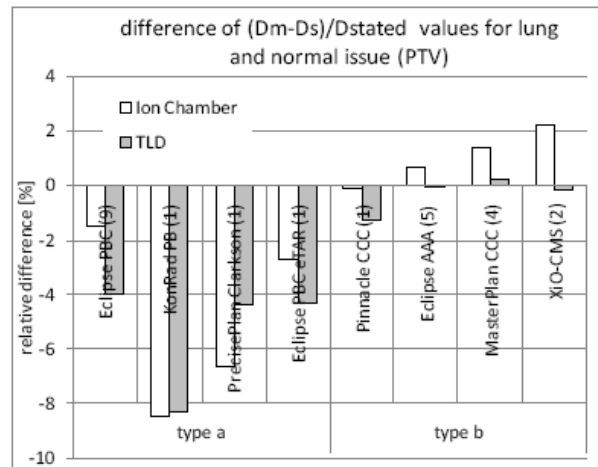 difference of (Dm-Ds)/Dstated values for lung
and normal issue (PTV)
4
2
0
-2
-4
-6
-8
-10
relative difference [%]
Ion Chamber
TLD
Eclipse PBC (9)
KonRad PB (1)
PrecisePlan Clarkson (1)
Eclipse PBC eTAR (1)
Pinnacle CCC (1)
Eclipse AAA (5)
MasterPlan CCC (4)
XiO-CMS (2)
type a
type b